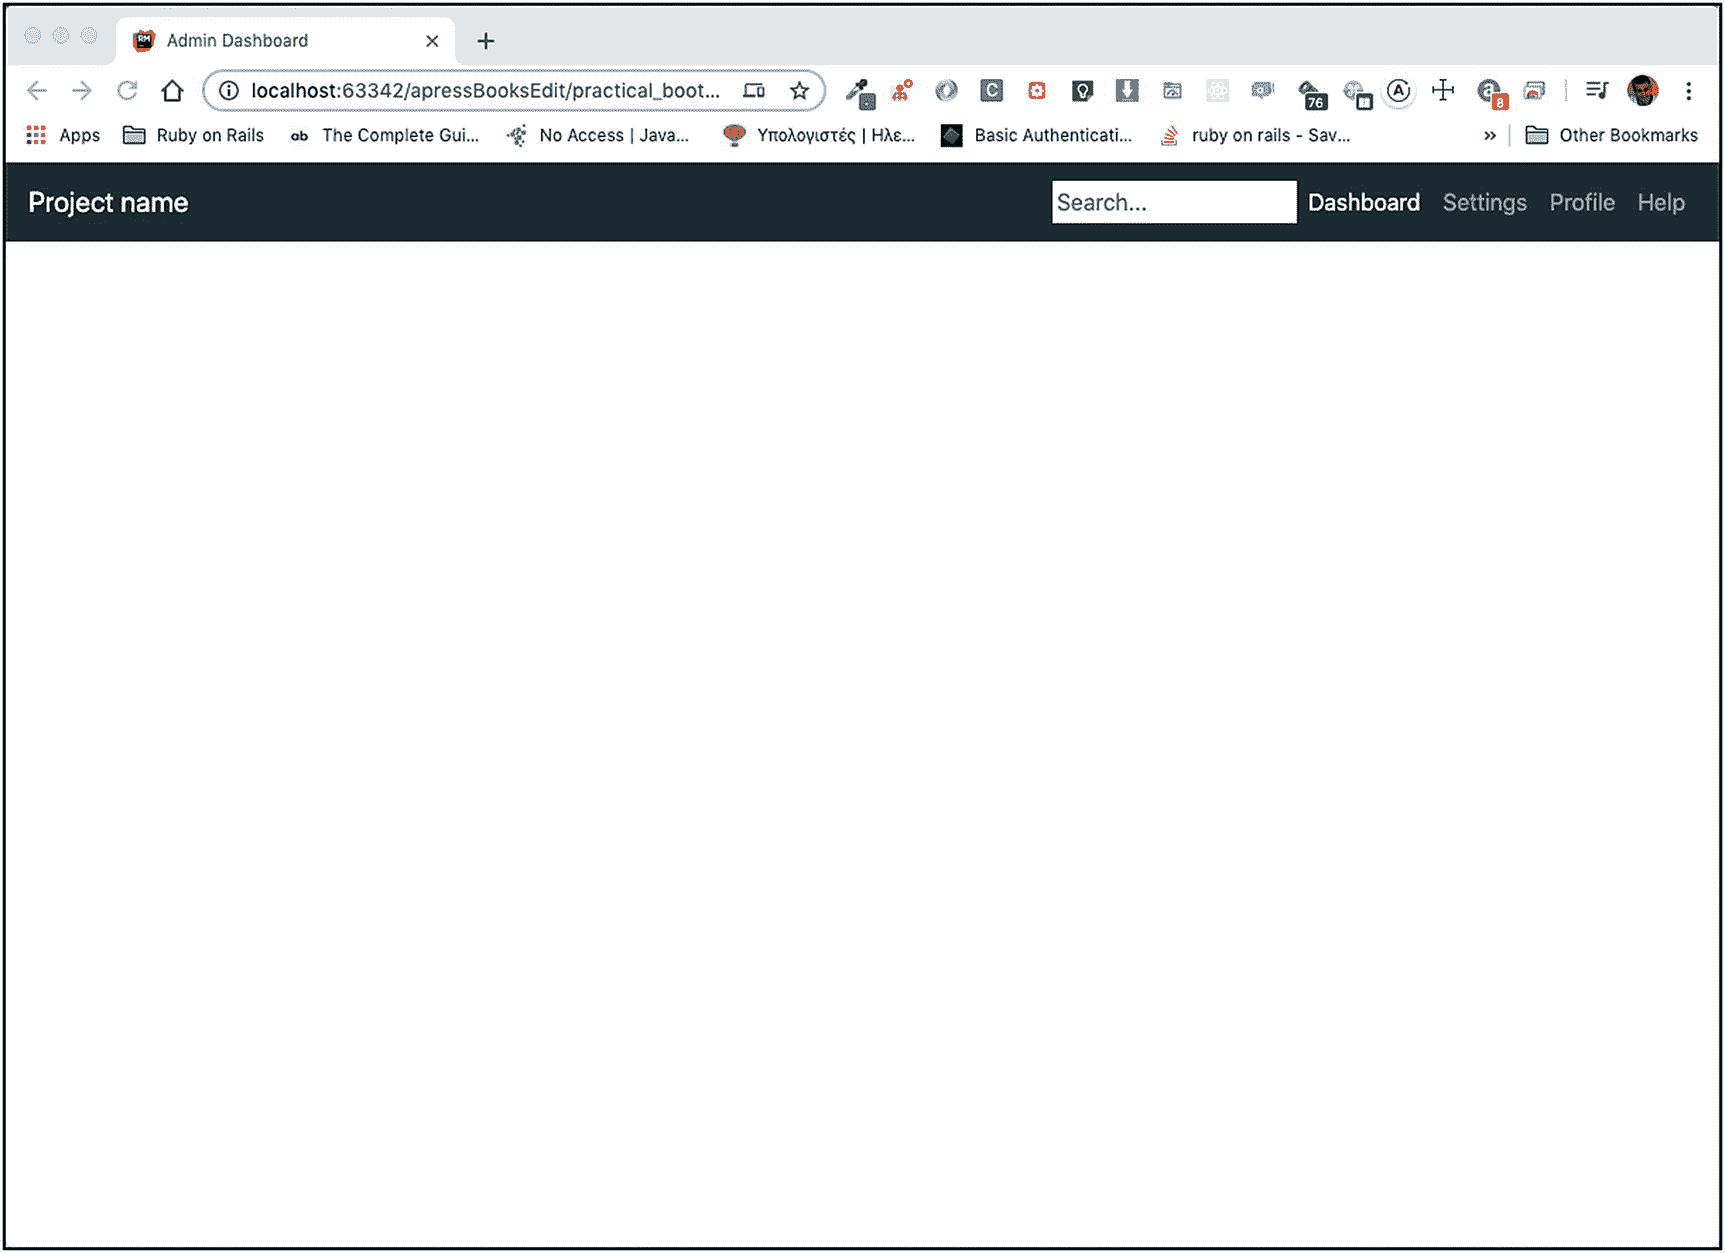 Admin Dashboard
localhost:63342/apressBooksEdit/practical_boot...
76
8
Apps Ruby on Rails ab The Complete Gui... No Access | Java... Υπολογιστές | Ηλε... Basic Authenticati... ruby on rails - Sav... » Other Bookmarks
Project name Search... Dashboard Settings Profile Help